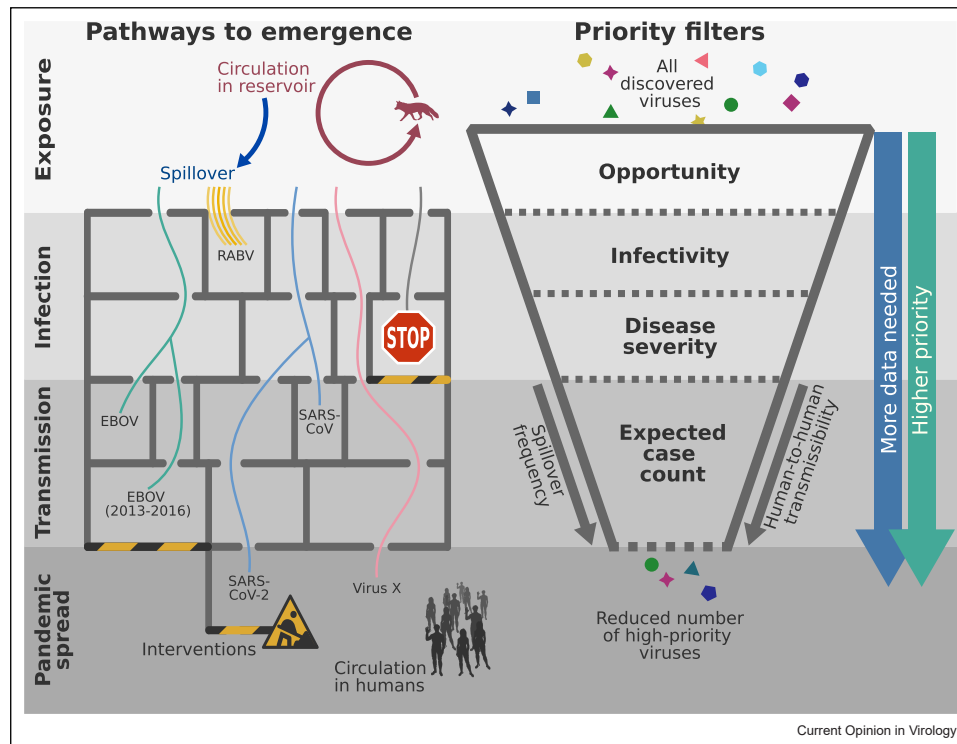 Pathways to emergence
Priority filters
Exposure
Circulation
in reservoir
Spillover
All
discovered
viruses
Opportunity
Infection
RABV
STOP
Infectivity
Disease
severity
More data needed
Higher priority
Transmission
EBOV
SARS-
CoV
EBOV
(2013-2016)
Spillover
frequency
Expected
case
count
Human-to-human
transmissibility
Pandemic
spread
SARS-
CoV-2
Virus X
Interventions
Circulation
in humans
Reduced number
of high-priority
viruses
Current Opinion in Virology